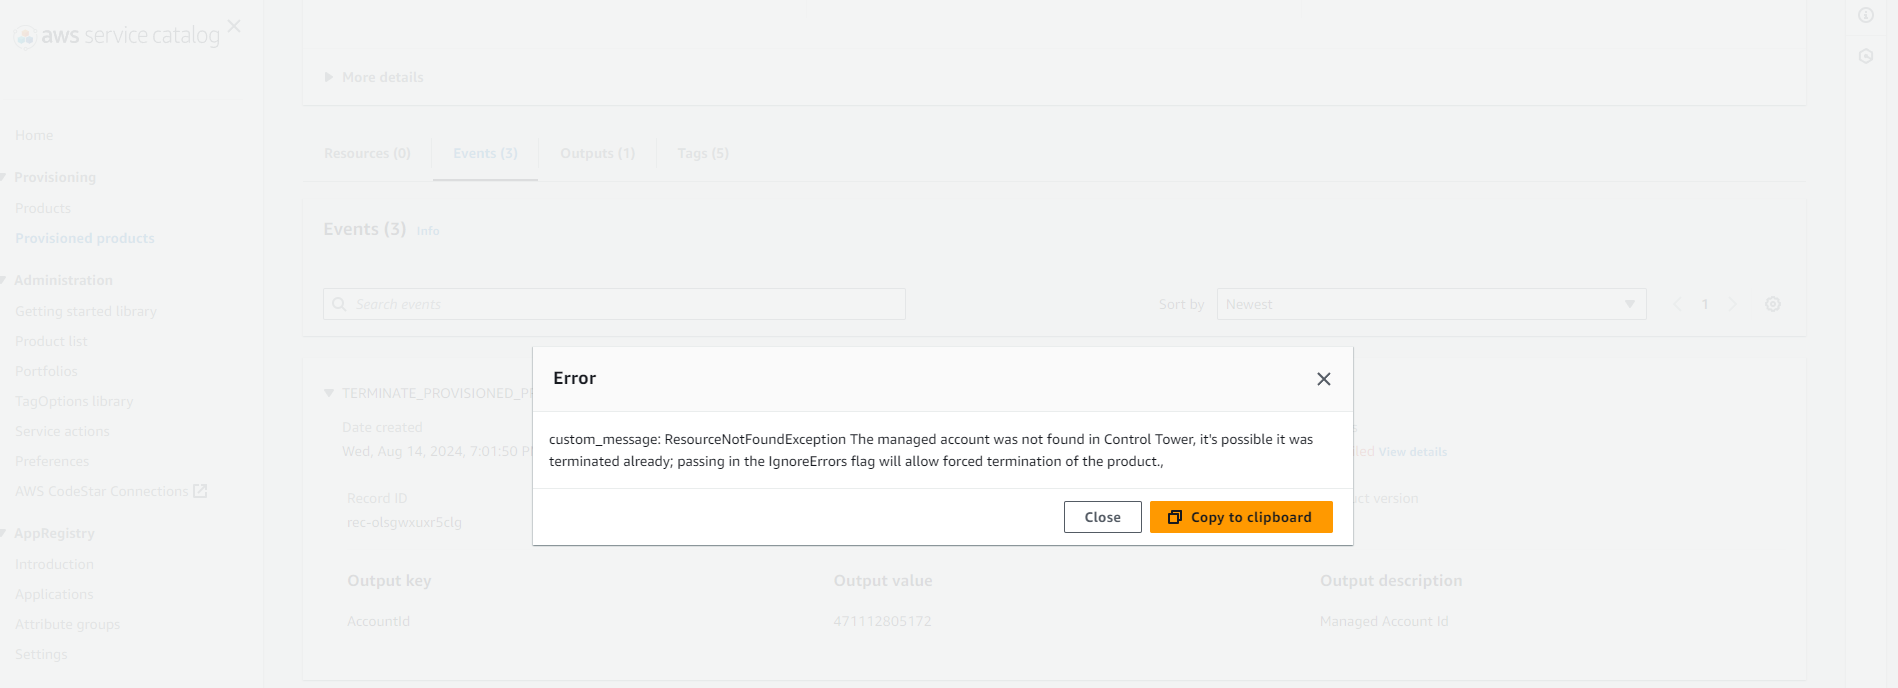 aws service catalog
More details
Home
Resources (0) Events (3) Outputs (1) Tags (5)
Provisioning
Products
Events (3) Info
Provisioned products
Administration
Getting started library
Search events Sort by Newest 1
Product list
Portfolios
Error
TagOptions library
TERMINATE_PROVISIONED_P
Service actions
Date created
custom_message: ResourceNotFoundException The managed account was not found in Control Tower, it's possible it was
terminated already; passing in the IgnoreErrors flag will allow forced termination of the product.,
Wed, Aug 14, 2024, 7:01:50 P
iled View details
Preferences
AWS CodeStar Connections
Record ID
ct version
Close Copy to clipboard
rec-olsgwxuxr5clg
AppRegistry
Introduction
Output key Output value Output description
Applications
AccountId 471112805172 Managed Account Id
Attribute groups
Settings